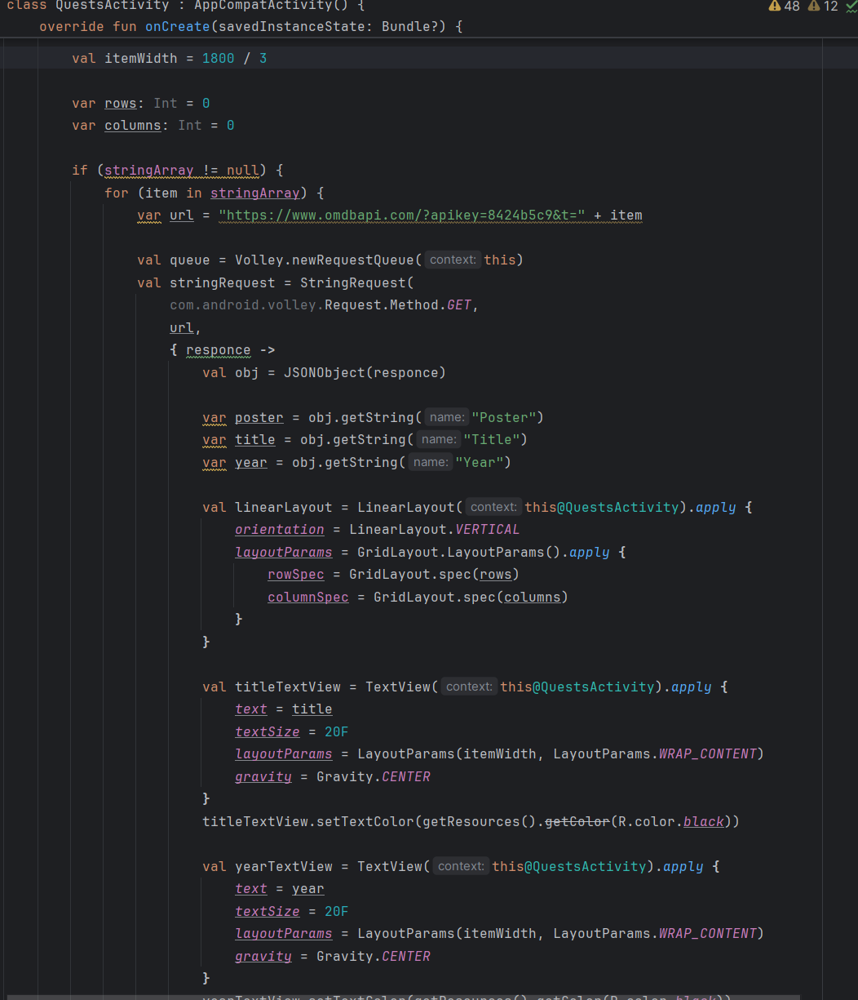 class QuestsActivity : AppCompatActivity() {
48 12
override fun onCreate(savedInstanceState: Bundle?) {
val itemWidth = 1800 / 3
var rows: Int = 0
var columns: Int = 0
if (stringArray != null) {
for (item in stringArray) {
var url = "https://www.omdbapi.com/?apikey=8424b5c9&t=" + item
val queue = Volley.newRequestQueue( context: this)
val stringRequest = StringRequest(
com.android.volley.Request.Method.GET,
url,
{ responce ->
val obj = JSONObject(responce)
var poster = obj.getString( name: "Poster")
var title = obj.getString( name: "Title")
var year = obj.getString( name: "Year")
val linearLayout = LinearLayout( context: this@QuestsActivity).apply {
orientation = LinearLayout.VERTICAL
layoutParams = GridLayout.LayoutParams().apply {
rowSpec = GridLayout.spec(rows)
columnSpec = GridLayout.spec(columns)
}
}
val titleTextView = TextView( context: this@QuestsActivity).apply {
text = title
textSize = 20F
layoutParams = LayoutParams(itemWidth, LayoutParams.WRAP_CONTENT)
gravity = Gravity.CENTER
}
titleTextView.setTextColor(getResources().getColor(R.color.black))
val yearTextView = TextView( context: this@QuestsActivity).apply {
text = year
textSize = 20F
layoutParams = LayoutParams(itemWidth, LayoutParams.WRAP_CONTENT)
gravity = Gravity.CENTER
}
yearTextView.setTextColor(getResources().getColor(R.color.black))